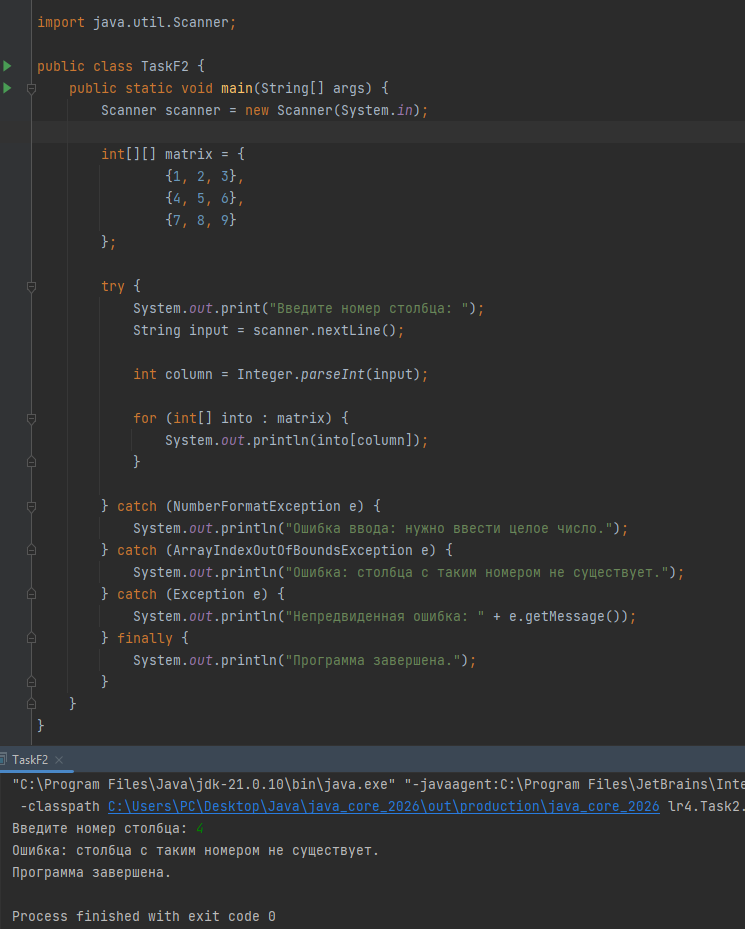 import java.util.Scanner;
public class TaskF2 {
public static void main(String[] args) {
Scanner scanner = new Scanner(System.in);
int[][] matrix = {
{1, 2, 3},
{4, 5, 6},
{7, 8, 9}
};
try {
System.out.print("Введите номер столбца: ");
String input = scanner.nextLine();
int column = Integer.parseInt(input);
for (int[] into : matrix) {
System.out.println(into[column]);
}
} catch (NumberFormatException e) {
System.out.println("Ошибка ввода: нужно ввести целое число.");
} catch (ArrayIndexOutOfBoundsException e) {
System.out.println("Ошибка: столбца с таким номером не существует.");
} catch (Exception e) {
System.out.println("Непредвиденная ошибка: " + e.getMessage());
} finally {
System.out.println("Программа завершена.");
}
}
}
TaskF2
"C:\Program Files\Java\jdk-21.0.10\bin\java.exe" "-javaagent:C:\Program Files\JetBrains\Inte
-classpath C:\Users\PC\Desktop\Java\java_core_2026\out\production\java_core_2026 lr4.Task2.
Введите номер столбца: 4
Ошибка: столбца с таким номером не существует.
Программа завершена.
Process finished with exit code 0